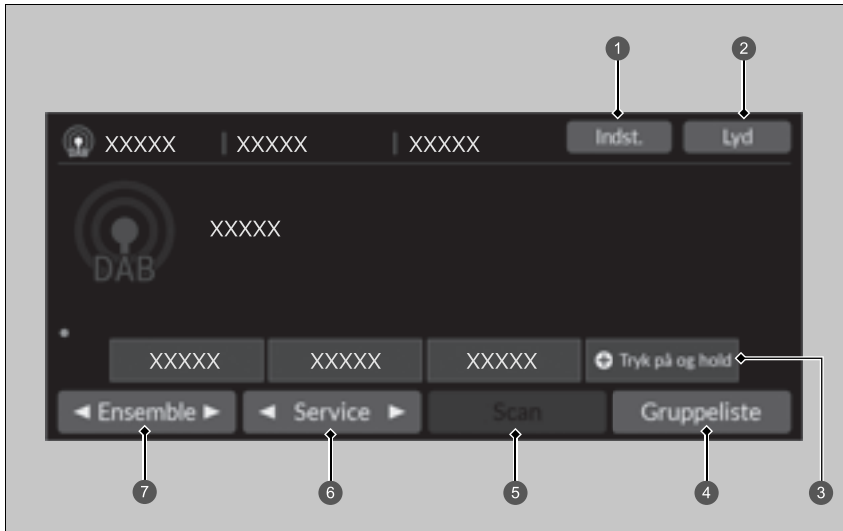 1 2
DAB XXXXX | XXXXX | XXXXX Indst. Lyd
XXXXX
DAB
XXXXX XXXXX XXXXX Tryk på og hold
◄ Ensemble ► ◄ Service ► Scan Gruppeliste
7 6 5 4 3